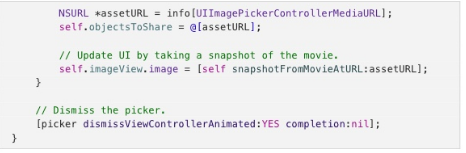 NSURL *assetURL = info[UIImagePickerControllerMediaURL];
self.objectsToShare = @[assetURL];
// Update UI by taking a snapshot of the movie.
self.imageView.image = [self snapshotFromMovieAtURL:assetURL];
}
// Dismiss the picker.
[picker dismissViewControllerAnimated:YES completion:nil];
}